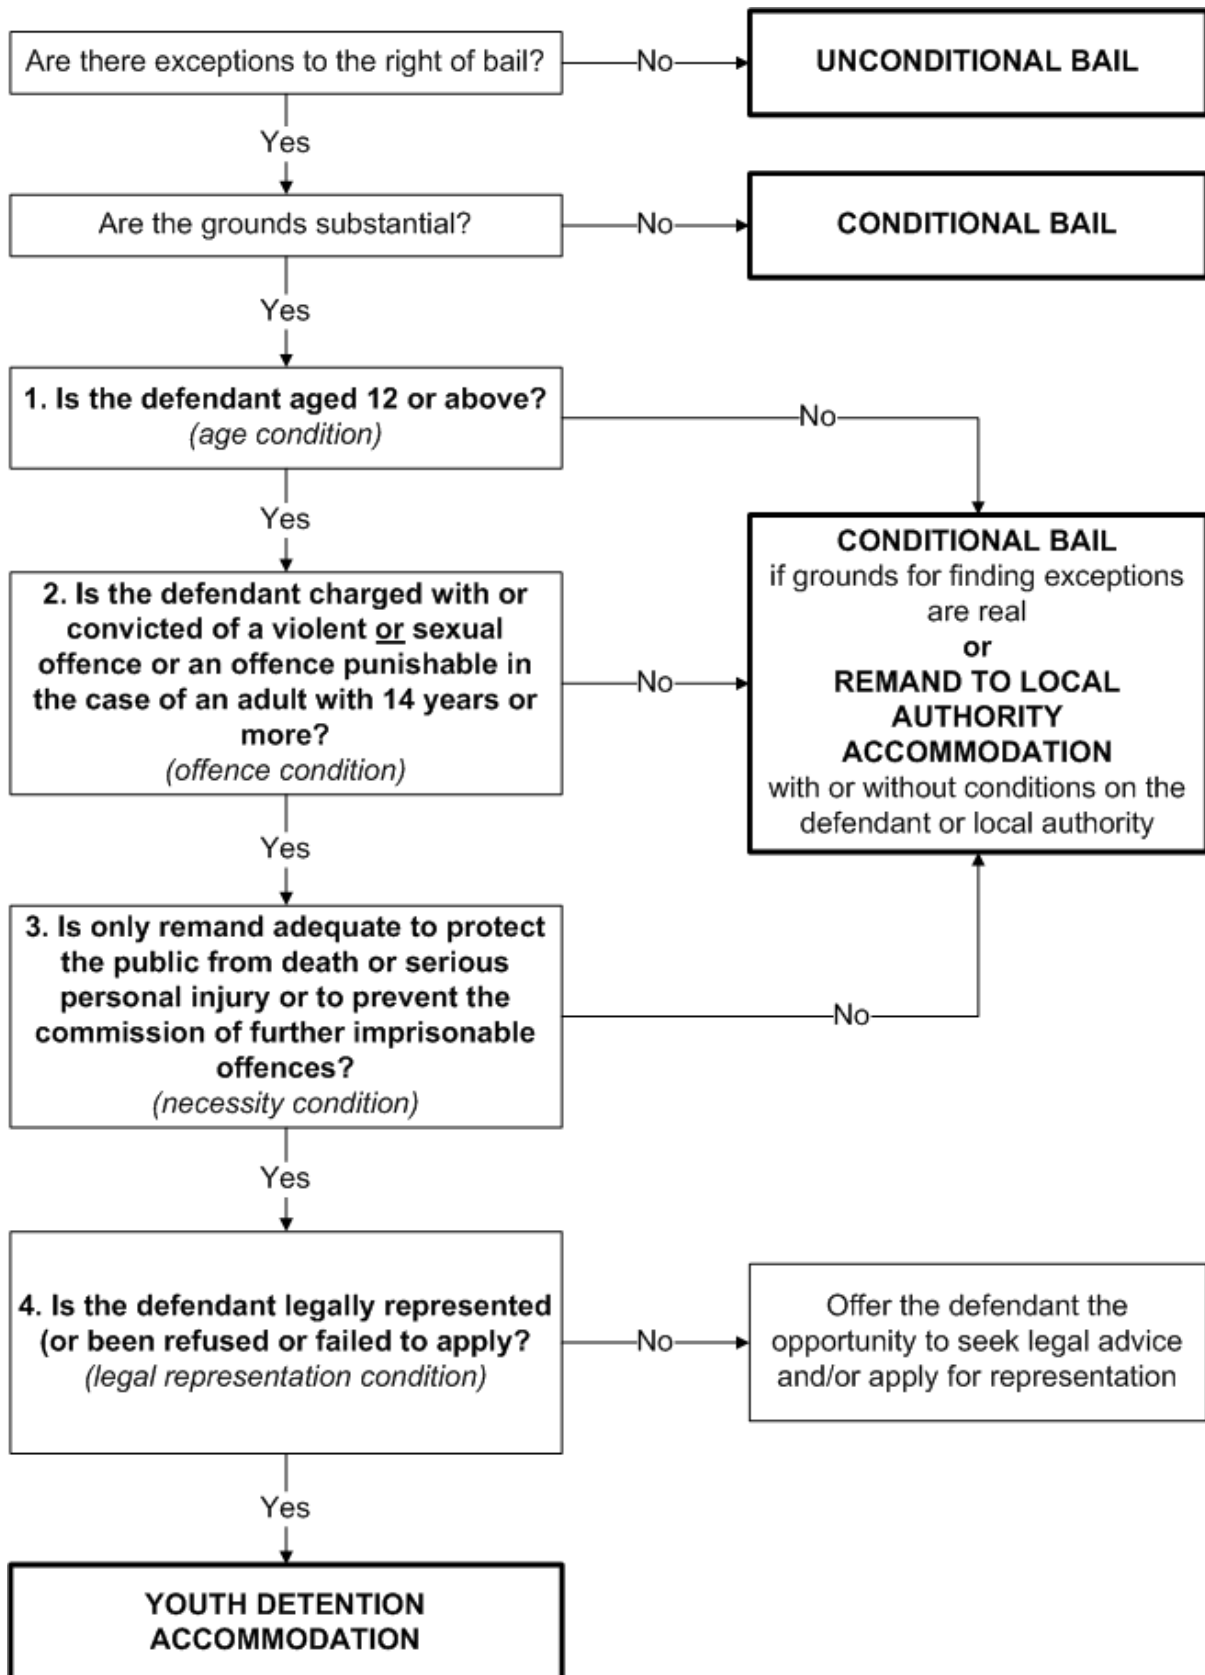 Are there exceptions to the right of bail?
No
UNCONDITIONAL BAIL
Yes
Are the grounds substantial?
No
CONDITIONAL BAIL
Yes
1. Is the defendant aged 12 or above?
(age condition)
No
Yes
2. Is the defendant charged with or
convicted of a violent or sexual
offence or an offence punishable in
the case of an adult with 14 years or
more?
(offence condition)
No
CONDITIONAL BAIL
if grounds for finding exceptions
are real
or
REMAND TO LOCAL
AUTHORITY
ACCOMMODATION
with or without conditions on the
defendant or local authority
Yes
3. Is only remand adequate to protect
the public from death or serious
personal injury or to prevent the
commission of further imprisonable
offences?
(necessity condition)
No
Yes
4. Is the defendant legally represented
(or been refused or failed to apply?
(legal representation condition)
No
Offer the defendant the
opportunity to seek legal advice
and/or apply for representation
Yes
YOUTH DETENTION
ACCOMMODATION